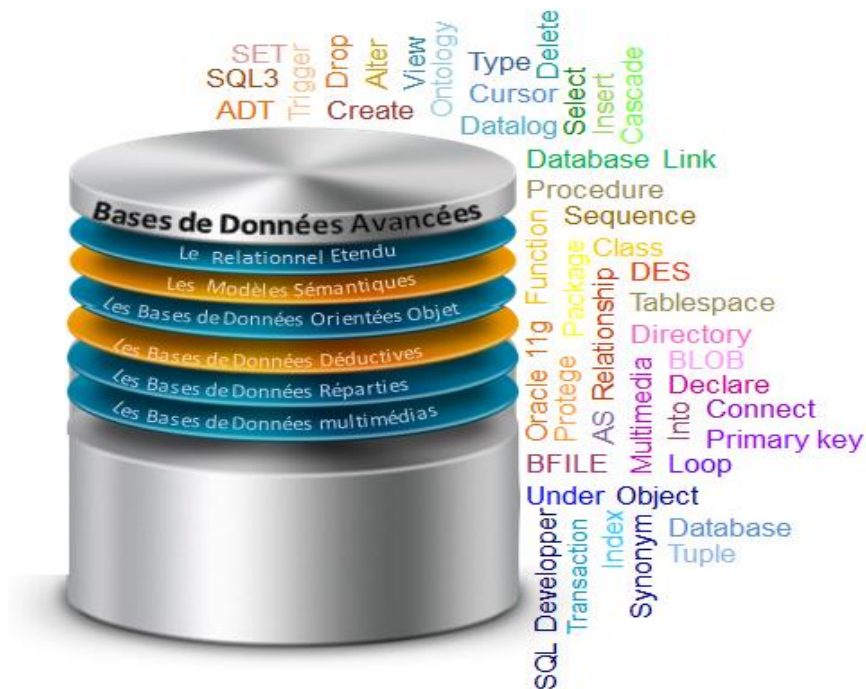 SET
SQL3
ADT
Trigger
Drop
Alter
View
Ontology
Create
Type
Cursor
Datalog
Delete
Select
Insert
Cascade
Database Link
Procedure
Bases de Données Avancées
Le Relationnel Etendu
Les Modèles Sémantiques
Les Bases de Données Orientées Objet
Les Bases de Données Déductives
Les Bases de Données Réparties
Les Bases de Données multimédias
Function
Sequence
Class
Package
DES
Relationship
Tablespace
Directory
Oracle 11g
Protege
AS
Multimedia
BLOB
Declare
Into
Connect
Primary key
BFILE
Loop
Under Object
SQL Developper
Transaction
Index
Synonym
Database
Tuple